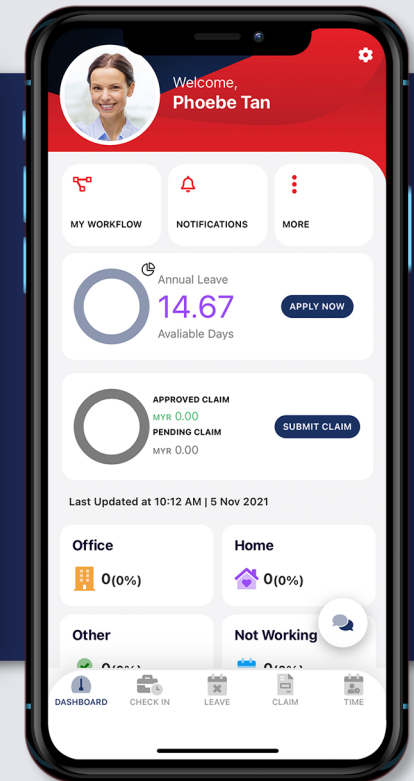 Welcome,
Phoebe Tan
MY WORKFLOW
NOTIFICATIONS
MORE
Annual Leave
14.67
Avaliable Days
APPLY NOW
APPROVED CLAIM
MYR 0.00
PENDING CLAIM
MYR 0.00
SUBMIT CLAIM
Last Updated at 10:12 AM | 5 Nov 2021
Office
0(0%)
Home
0(0%)
Other
Not Working
DASHBOARD
CHECK IN
LEAVE
CLAIM
TIME